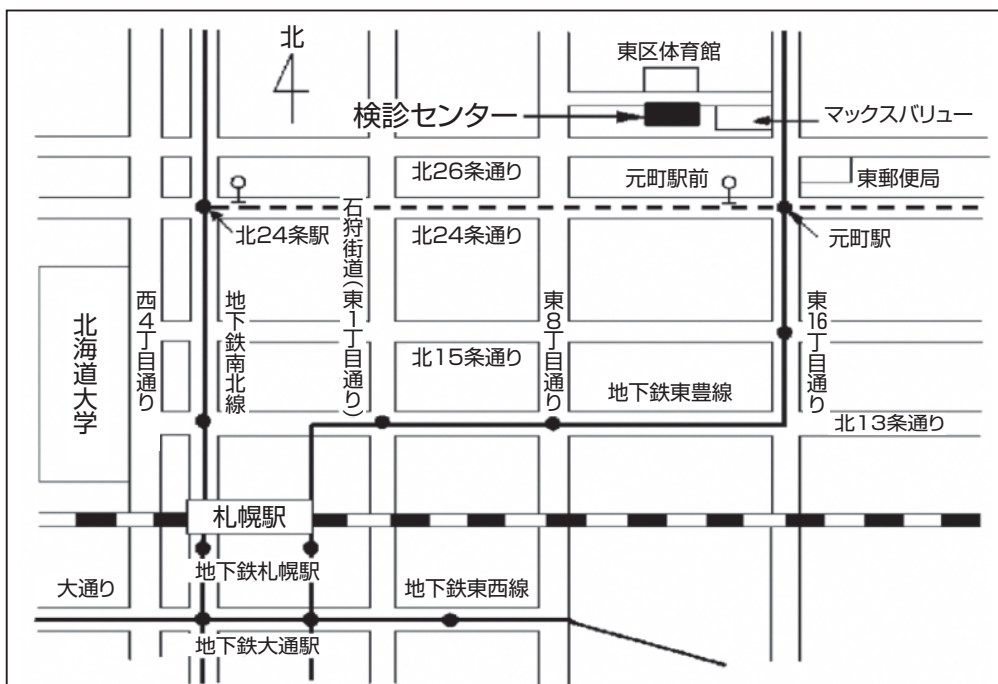 北
東区体育館
検診センター
マックスバリュー
北26条通り
元町駅前
東郵便局
北24条駅
石狩街道(東1丁目通り)
北24条通り
元町駅
北海道大学
西4丁目通り
地下鉄南北線
東8丁目通り
東16丁目通り
北15条通り
地下鉄東豊線
北13条通り
札幌駅
地下鉄札幌駅
大通り
地下鉄東西線
地下鉄大通駅